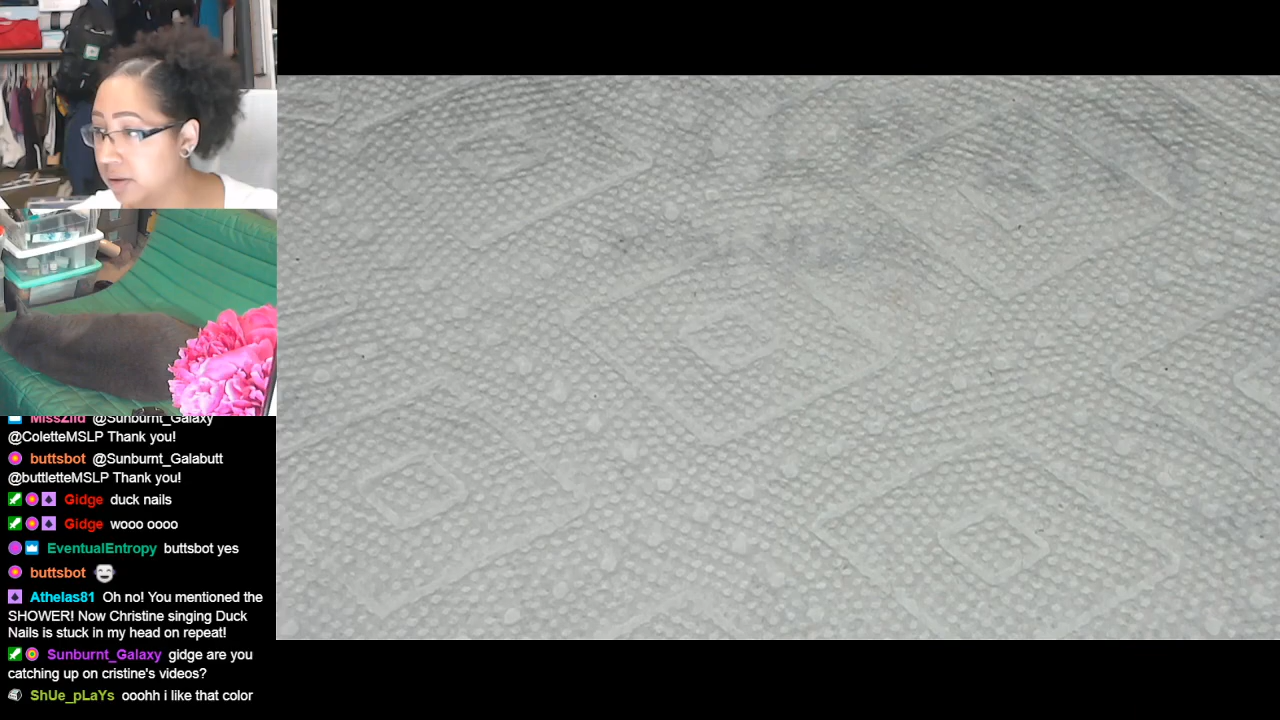 MissZiid @Sunburnt_Galaxy
@ColetteMSLP Thank you!
buttsbot @Sunburnt_Galabutt
@buttletteMSLP Thank you!
Gidge duck nails
Gidge wooo oooo
EventualEntropy buttsbot yes
buttsbot
Athelas81 Oh no! You mentioned the
SHOWER! Now Christine singing Duck
Nails is stuck in my head on repeat!
Sunburnt_Galaxy gidge are you
catching up on cristine's videos?
ShUe_pLaYs ooohh i like that color